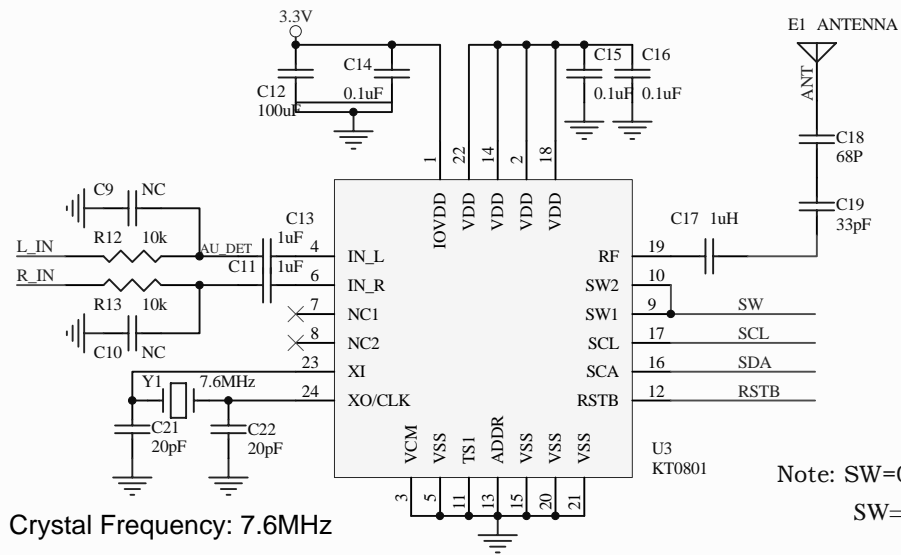 3.3V
E1 ANTENNA
C14
C15
C16
C12
0.1uF
0.1uF
0.1uF
100uF
ANT
C18
68P
1
22
14
2
18
C9
NC
IOVDD
VDD
VDD
VDD
VDD
C19
33pF
C13
C17
1uH
R12
10k
AU_DET
1uF
L_IN
4
IN_L
RF
19
C11
1uF
R_IN
6
IN_R
SW2
10
R13
10k
7
NC1
SW1
9
SW
C10
NC
8
NC2
SCL
17
SCL
23
XI
SCA
16
SDA
Y1
7.6MHz
24
XO/CLK
RSTB
12
RSTB
C21
20pF
C22
20pF
VCM
VSS
TS1
ADDR
VSS
VSS
VSS
U3
KT0801
3
5
11
13
15
20
21
Note: SW=0
SW=
Crystal Frequency: 7.6MHz